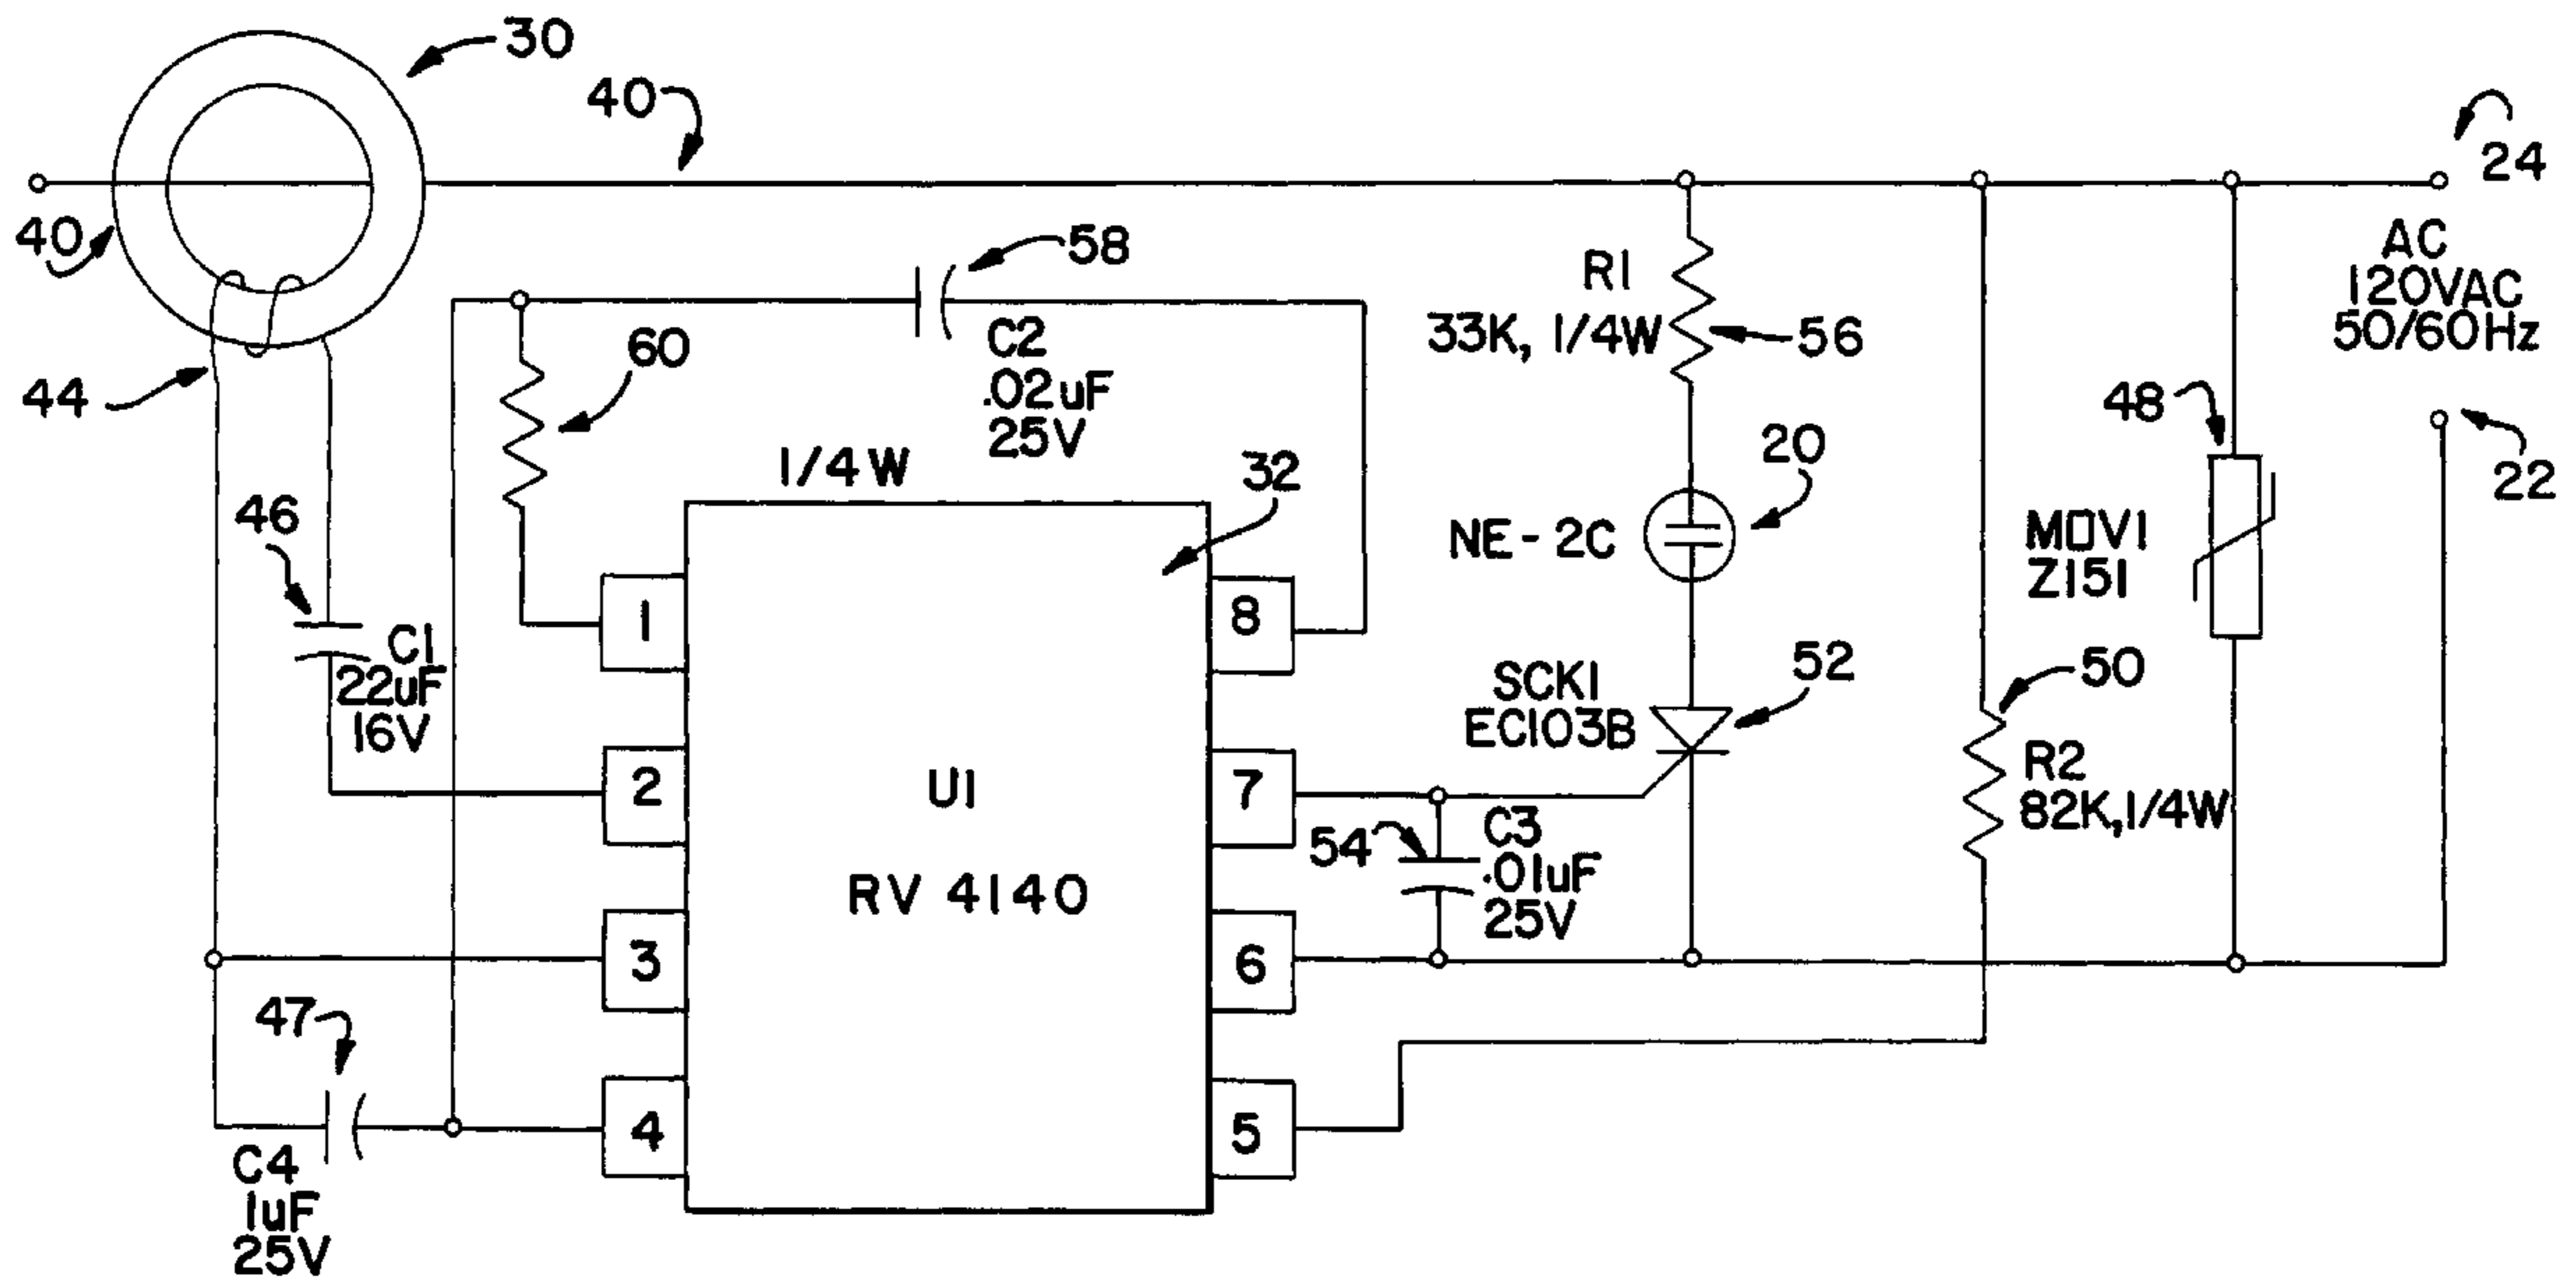 30
40
24
40
AC
120VAC
50/60Hz
58
R1
33K, 1/4W
56
C2
.02uF
25V
60
44
48
22
1/4W
32
20
46
NE-2C
MOV1
Z151
C1
22uF
16V
1
8
SCK1
EC103B
52
50
2
U1
7
R2
82K,1/4W
RV 4140
54
C3
.01uF
25V
3
6
47
4
5
C4
1uF
25V